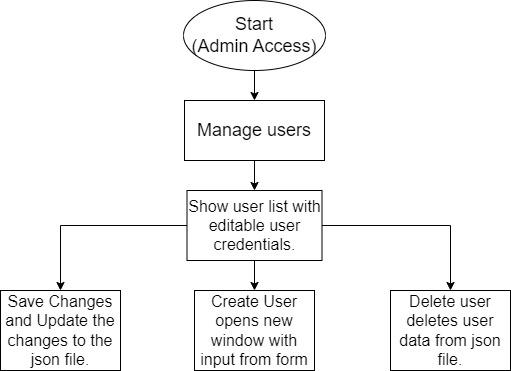 Start
(Admin Access)
Manage users
Show user list with
editable user
credentials.
Save Changes
and Update the
changes to the
json file.
Create User
opens new
window with
input from form
Delete user
deletes user
data from json
file.